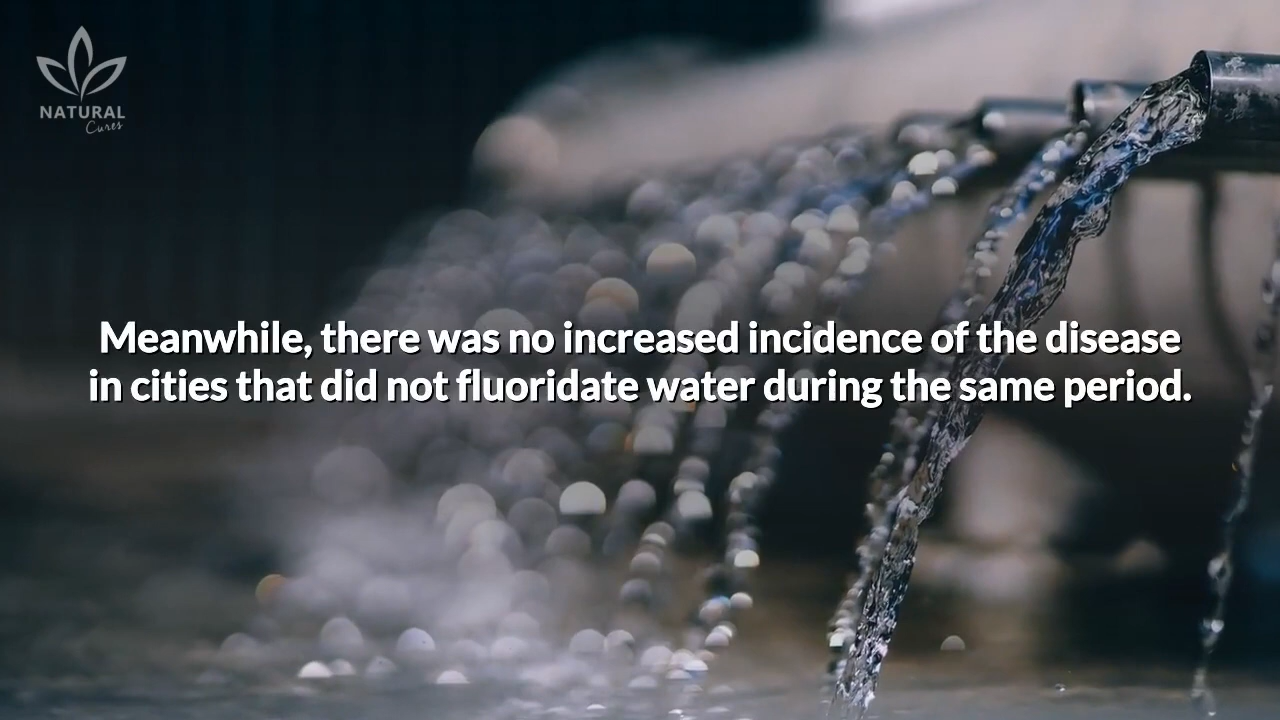 NATURAL
Cures
Meanwhile, there was no increased incidence of the disease
in cities that did not fluoridate water during the same period.